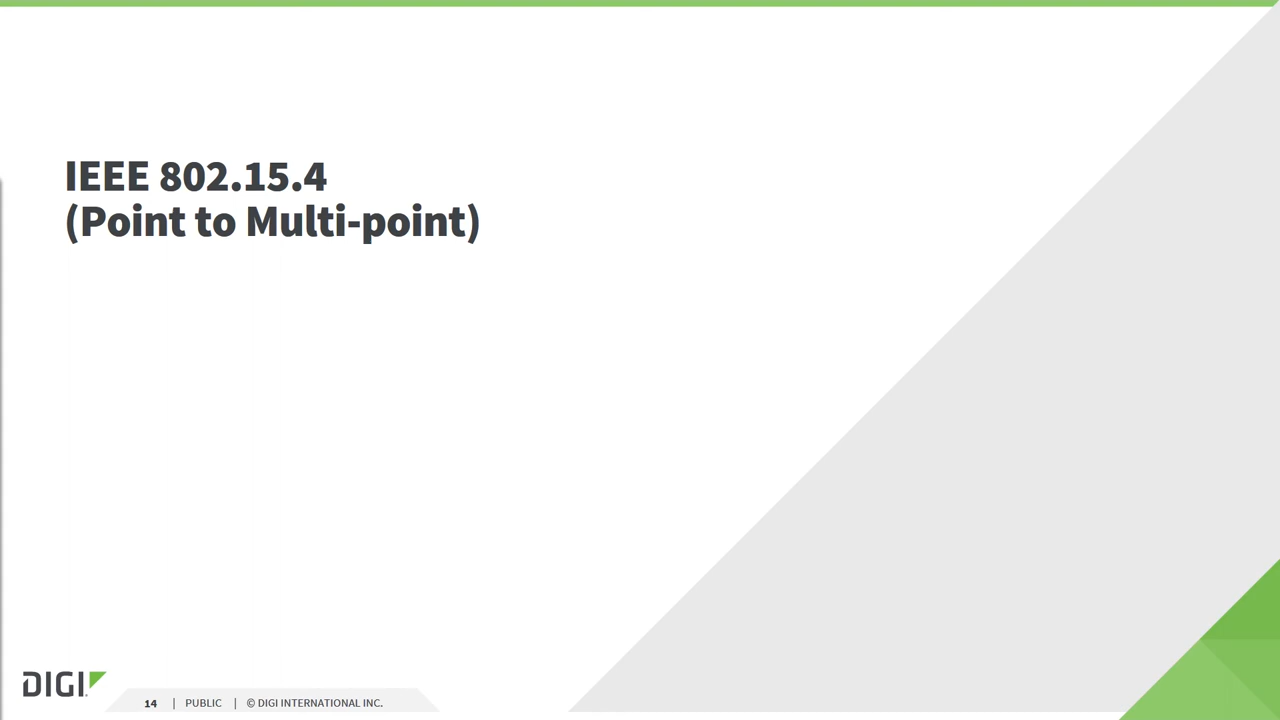 IEEE 802.15.4
(Point to Multi-point)
DIGI
14 | PUBLIC | © DIGI INTERNATIONAL INC.